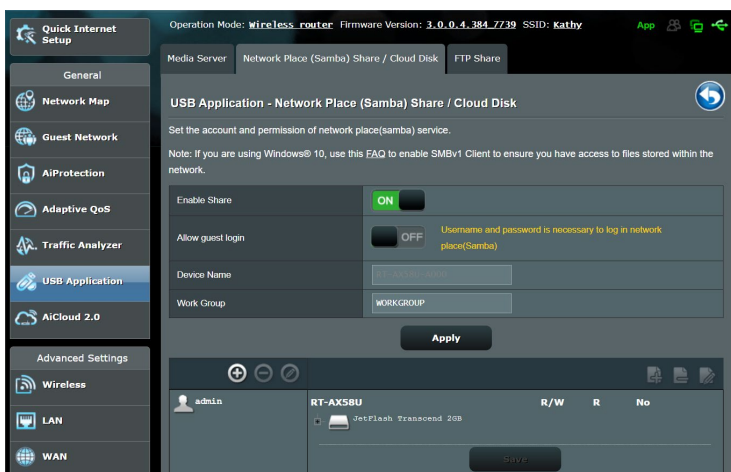 Quick Internet
Setup
Operation Mode: Wireless router Firmware Version: 3.0.0.4.384_7739 SSID: Kathy
App
Media Server
Network Place (Samba) Share / Cloud Disk
FTP Share
General
Network Map
Guest Network
AiProtection
Adaptive QoS
Traffic Analyzer
USB Application
AiCloud 2.0
Advanced Settings
Wireless
LAN
WAN
USB Application - Network Place (Samba) Share / Cloud Disk
Set the account and permission of network place(samba) service.
Note: If you are using Windows® 10, use this FAQ to enable SMBv1 Client to ensure you have access to files stored within the
network.
Enable Share
ON
Allow guest login
OFF
Username and password is necessary to log in network
place(Samba)
Device Name
Work Group
WORKGROUP
Apply
admin
RT-AX58U
R/W
R
No
JetFlash Transcend 2GB
Save